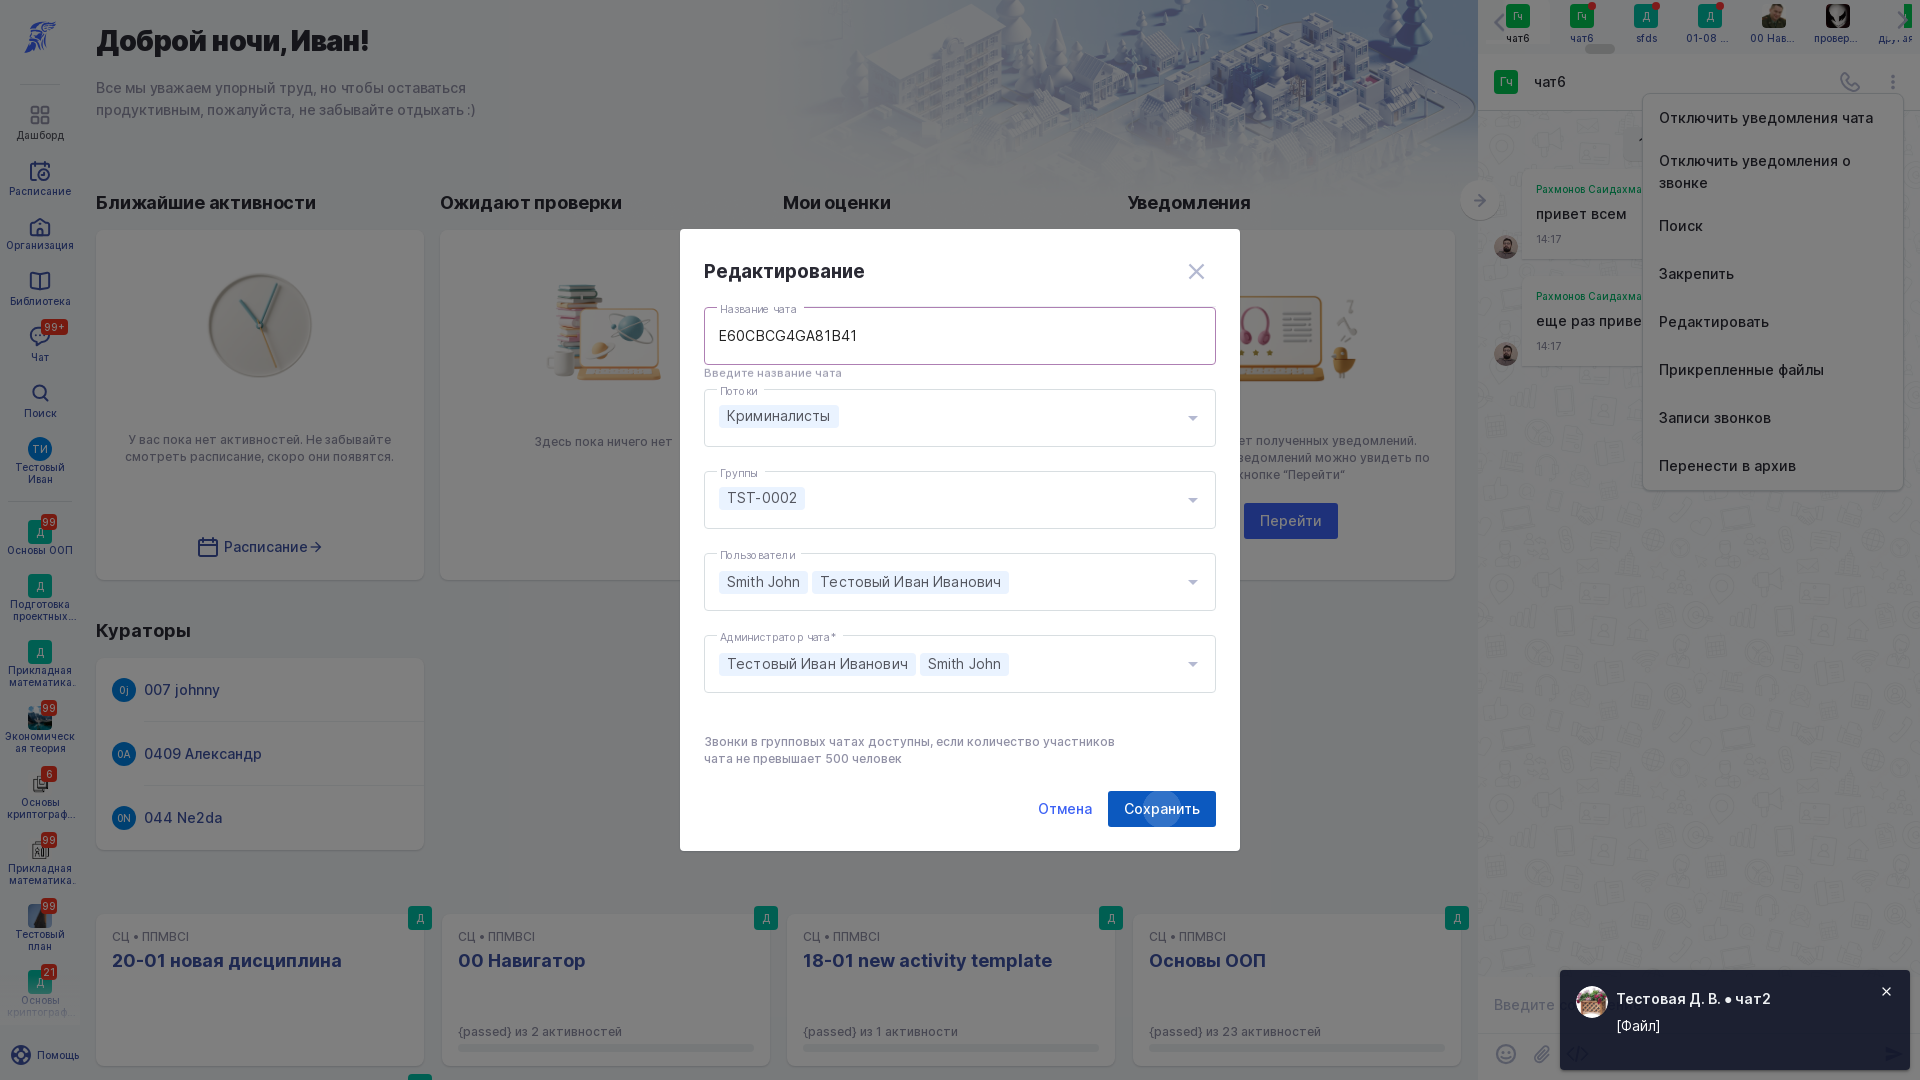 Доброй ночи, Иван!
Все мы уважаем упорный труд, но чтобы оставаться
продуктивным, пожалуйста, не забывайте отдыхать :)
Дашборд
Расписание
Организация
Библиотека
99+
Чат
Поиск
ТИ
Тестовый
Иван
99
Д
Основы ООП
Д
Подготовка
проектных...
Д
Прикладная
математика.
99
Экономическ
ая теория
6
Основы
криптограф...
99
Прикладная
математика.
99
Тестовый
план
21
Д
Основы
криптограф..
Помощь
Ближайшие активности
У вас пока нет активностей. Не забывайте
смотреть расписание, скоро они появятся.
Расписание
Ожидают проверки
Здесь пока ничего нет
Мои оценки
Уведомления
ет полученных уведомлений.
ведомлений можно увидеть по
кнопке "Перейти"
Перейти
Кураторы
0j
007 johnny
0А
0409 Александр
0N
044 Ne2da
Д
СЦ • ППМВСІ
20-01 новая дисциплина
Д
СЦ • ППМВСІ
00 Навигатор
{passed} из 2 активностей
Д
СЦ • ППМВСІ
18-01 new activity template
{passed} из 1 активности
Д
СЦ • ППМВСІ
Основы ООП
{passed} из 23 активностей
Редактирование
Название чата
E60CBCG4GA81B41
Введите название чата
Потоки
Криминалисты
Группы
TST-0002
Пользователи
Smith John
Тестовый Иван Иванович
Администратор чата*
Тестовый Иван Иванович
Smith John
Звонки в групповых чатах доступны, если количество участников
чата не превышает 500 человек
Отмена
Сохранить
Гч
чат6
Гч
чат6
Д
sfds
Д
01-08 ...
00 Нав...
провер...
другая
Гч
чат6
Рахмонов Саидахма
привет всем
14:17
Рахмонов Саидахма
еще раз приве
14:17
Отключить уведомления чата
Отключить уведомления о
звонке
Поиск
Закрепить
Редактировать
Прикрепленные файлы
Записи звонков
Перенести в архив
Введите
Тестовая Д. В. ● чат2
[Файл]